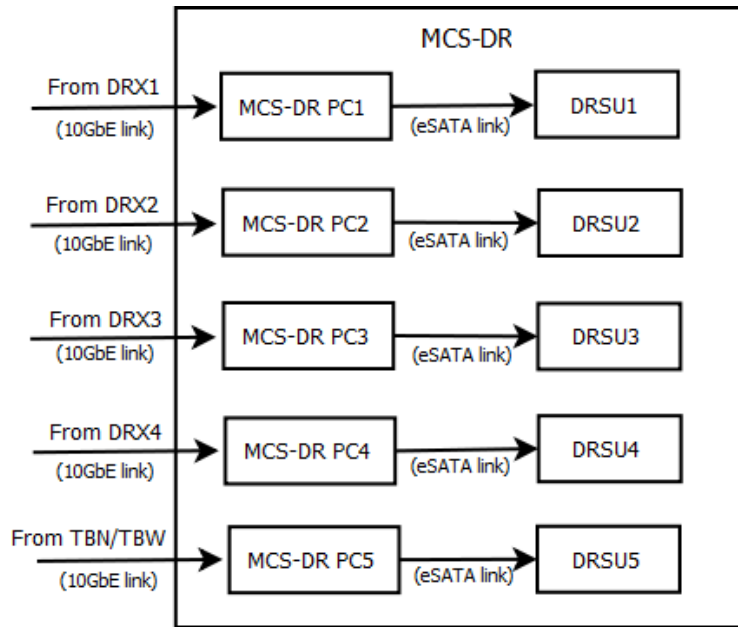 MCS-DR
From DRX1
(10GbE link)
MCS-DR PC1
(eSATA link)
DRSU1
From DRX2
(10GbE link)
MCS-DR PC2
(eSATA link)
DRSU2
From DRX3
(10GbE link)
MCS-DR PC3
(eSATA link)
DRSU3
From DRX4
(10GbE link)
MCS-DR PC4
(eSATA link)
DRSU4
From TBN/TBW
(10GbE link)
MCS-DR PC5
(eSATA link)
DRSU5